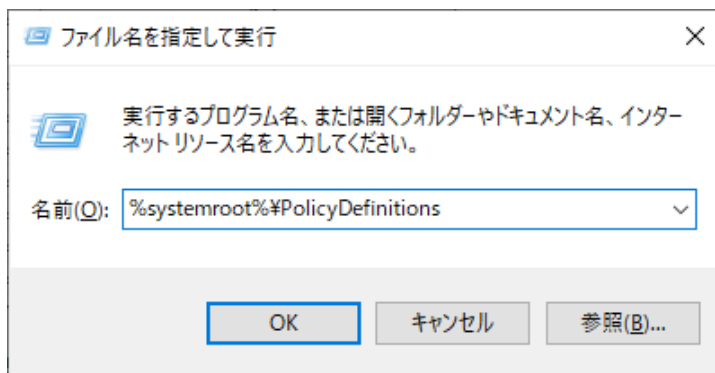 ファイル名を指定して実行
実行するプログラム名、または開くフォルダーやドキュメント名、インター
ネット リソース名を入力してください。
名前(O): %systemroot%¥PolicyDefinitions
OK キャンセル 参照(B)...